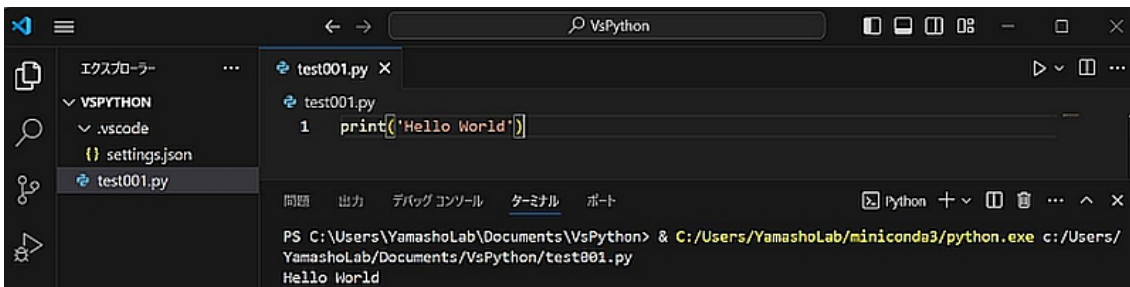 VsPython
エクスプローラー
test001.py
VSPYTHON
.vscode
{} settings.json
test001.py
test001.py
1 print('Hello World')
問題 出力 デバッグ コンソール ターミナル ポート
Python
PS C:\Users\YamashoLab\Documents\VsPython> & C:/Users/YamashoLab/miniconda3/python.exe c:/Users/
YamashoLab/Documents/VsPython/test001.py
Hello World